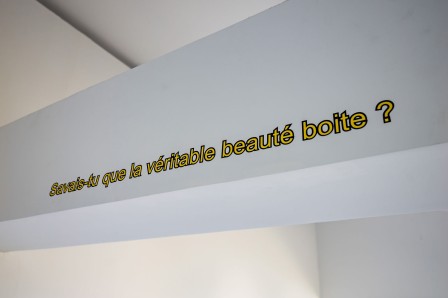 Savais-tu que la véritable beauté boite ?